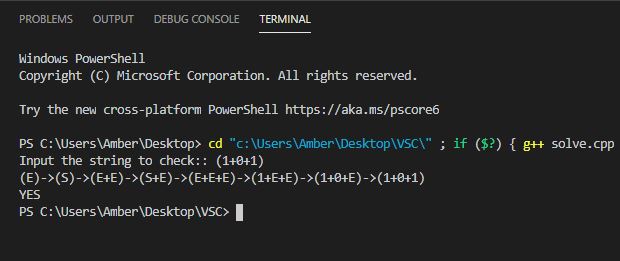 PROBLEMS OUTPUT DEBUG CONSOLE TERMINAL
Windows PowerShell
Copyright (C) Microsoft Corporation. All rights reserved.
Try the new cross-platform PowerShell https://aka.ms/pscore6
PS C:\Users\Amber\Desktop> cd "c:\Users\Amber\Desktop\VSC\" ; if ($?) { g++ solve.cpp
Input the string to check:: (1+0+1)
(E)->(S)->(E+E)->(S+E)->(E+E+E)->(1+E+E)->(1+0+E)->(1+0+1)
YES
PS C:\Users\Amber\Desktop\VSC>